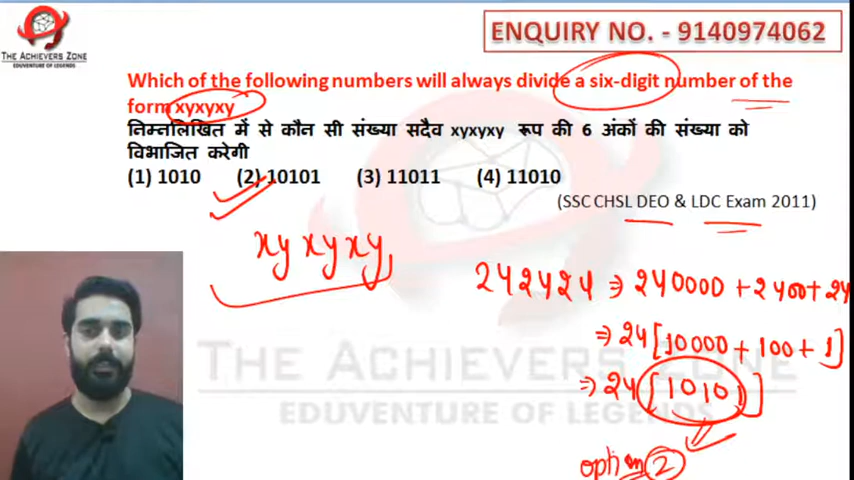 THE ACHIEVERS ZONE
EDUVENTURE OF LEGENDS
ENQUIRY NO. - 9140974062
Which of the following numbers will always divide a six-digit number of the
form xyxyxy
निम्नलिखित में से कौन सी संख्या सदैव xyxyxy रूप की 6 अंकों की संख्या को
विभाजित करेगी
(1) 1010 (2) 10101 (3) 11011 (4) 11010
(SSC CHSL DEO & LDC Exam 2011)
xy xy xy
242424 ⇒ 240000 + 2400 + 24
⇒ 24 [10000 + 100 + 1]
⇒ 24 [10101]
THE ACHIEVERS ZONE
EDUVENTURE OF LEGENDS
option 2